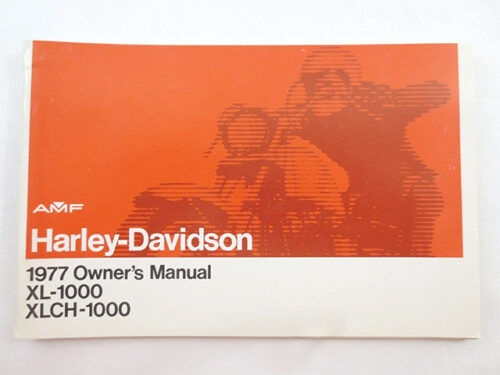 AMF
Harley-Davidson
1977 Owner's Manual
XL-1000
XLCH-1000